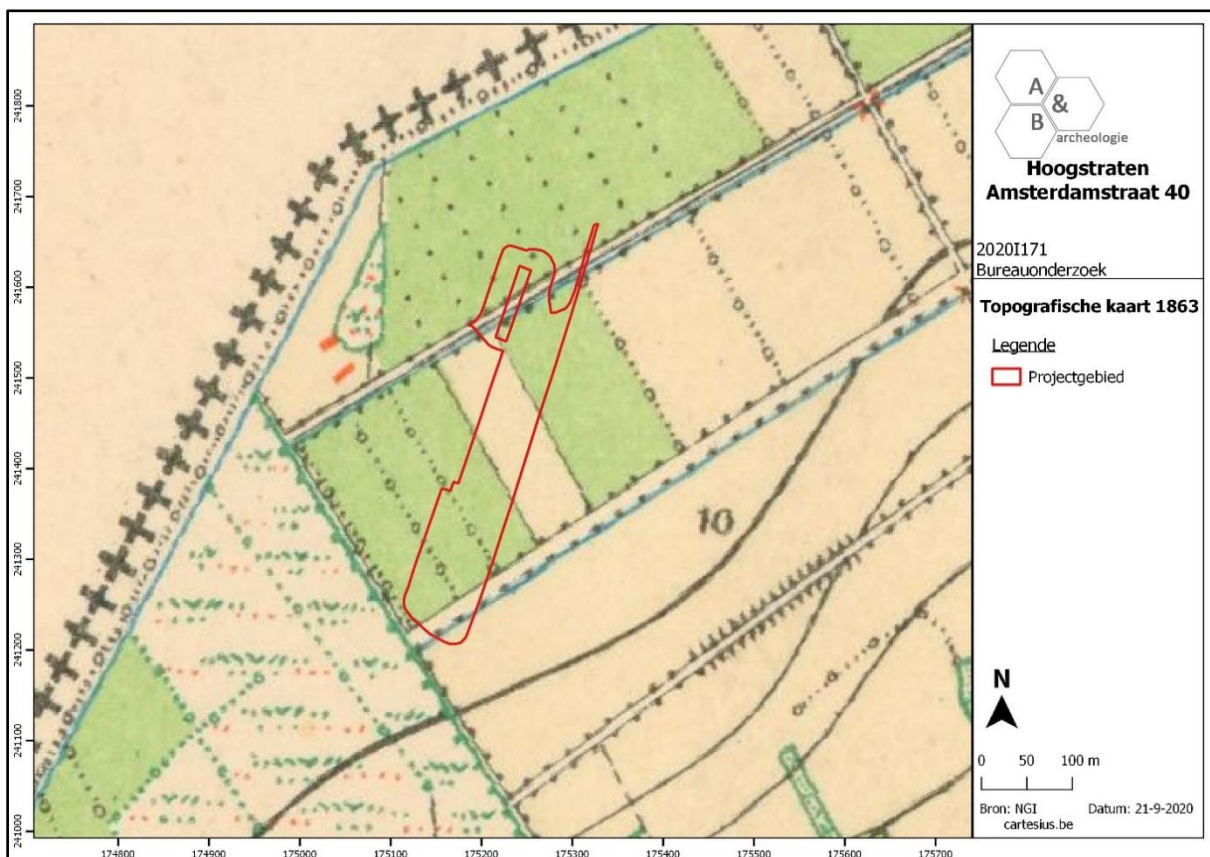 241800
241700
241600
241500
241400
241300
241200
241100
241000
10
174800
174900
175000
175100
175200
175300
175400
175500
175600
175700
A
&
B
archeologie
Hoogstraten
Amsterdamstraat 40
2020I171
Bureauonderzoek
Topografische kaart 1863
Legende
Projectgebied
N
0 50 100 m
Bron: NGI Datum: 21-9-2020
cartesius.be